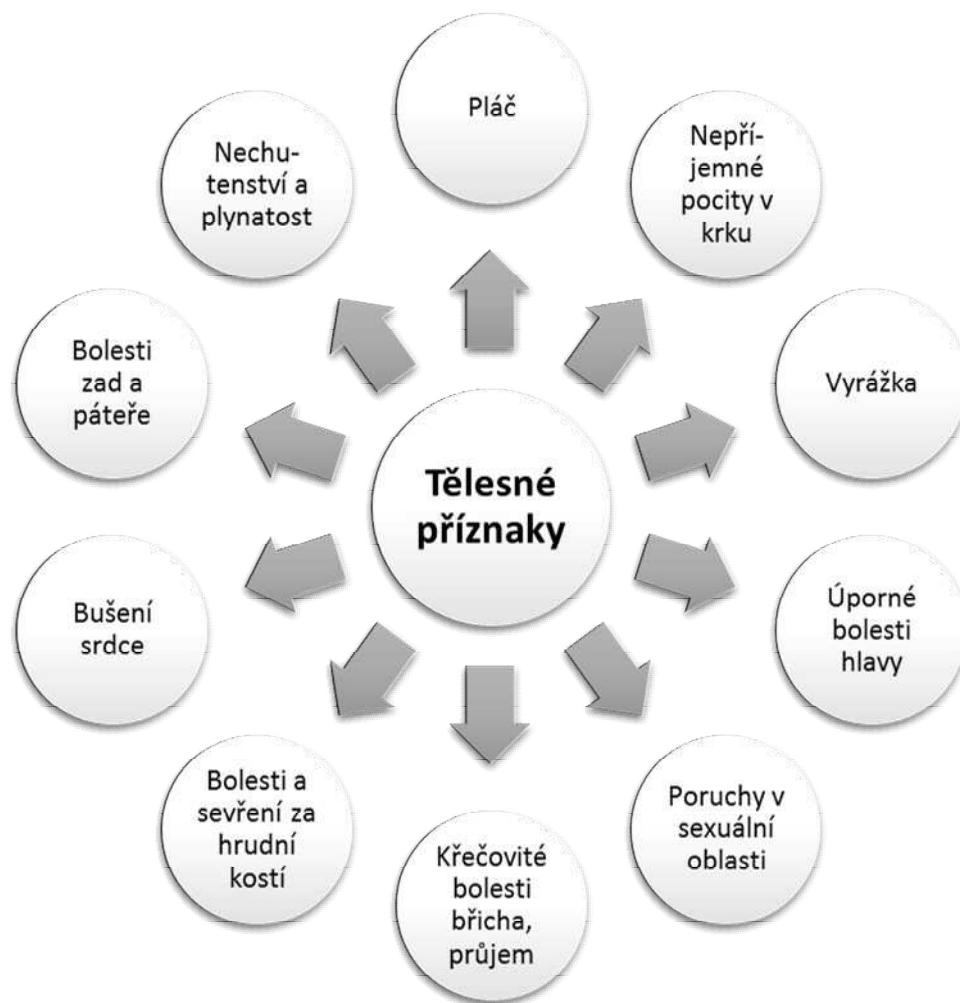 Pláč
Nepří-
jemné
pocity v
krku
Vyrážka
Úporné
bolesti
hlavy
Poruchy v
sexuální
oblasti
Křečovité
bolesti
břicha,
průjem
Bolesti a
sevření za
hrudní
kostí
Bušení
srdce
Bolesti
zad a
páteře
Nechu-
tenství a
plynatost
Tělesné
příznaky